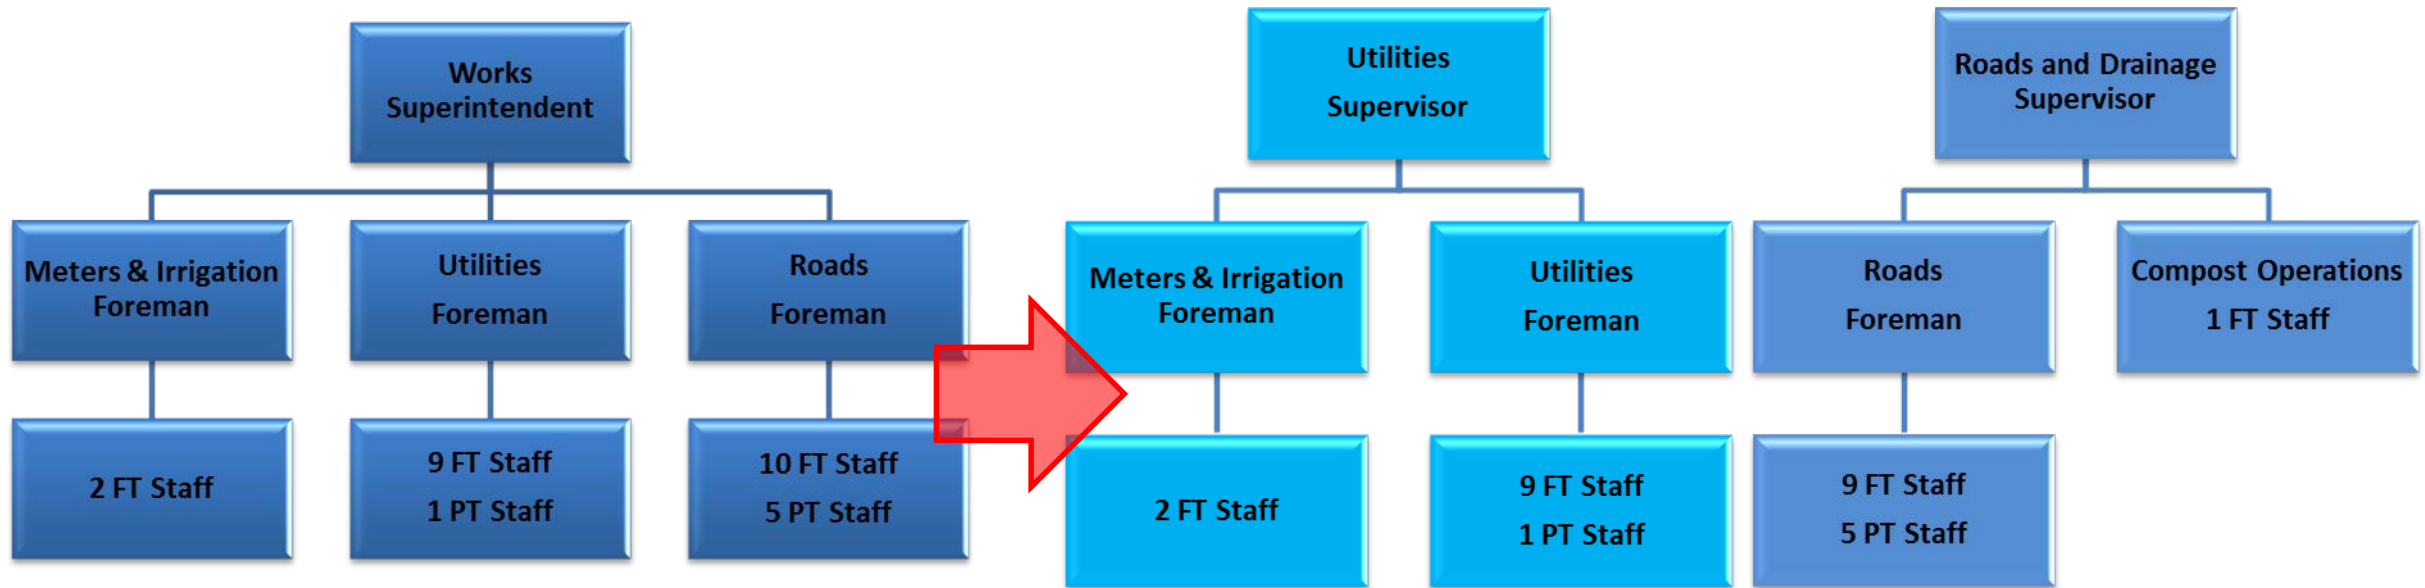 Works
Superintendent
Meters & Irrigation
Foreman
Utilities
Foreman
Roads
Foreman
2 FT Staff
9 FT Staff
1 PT Staff
10 FT Staff
5 PT Staff
Utilities
Supervisor
Meters & Irrigation
Foreman
Utilities
Foreman
2 FT Staff
9 FT Staff
1 PT Staff
Roads and Drainage
Supervisor
Roads
Foreman
Compost Operations
1 FT Staff
9 FT Staff
5 PT Staff